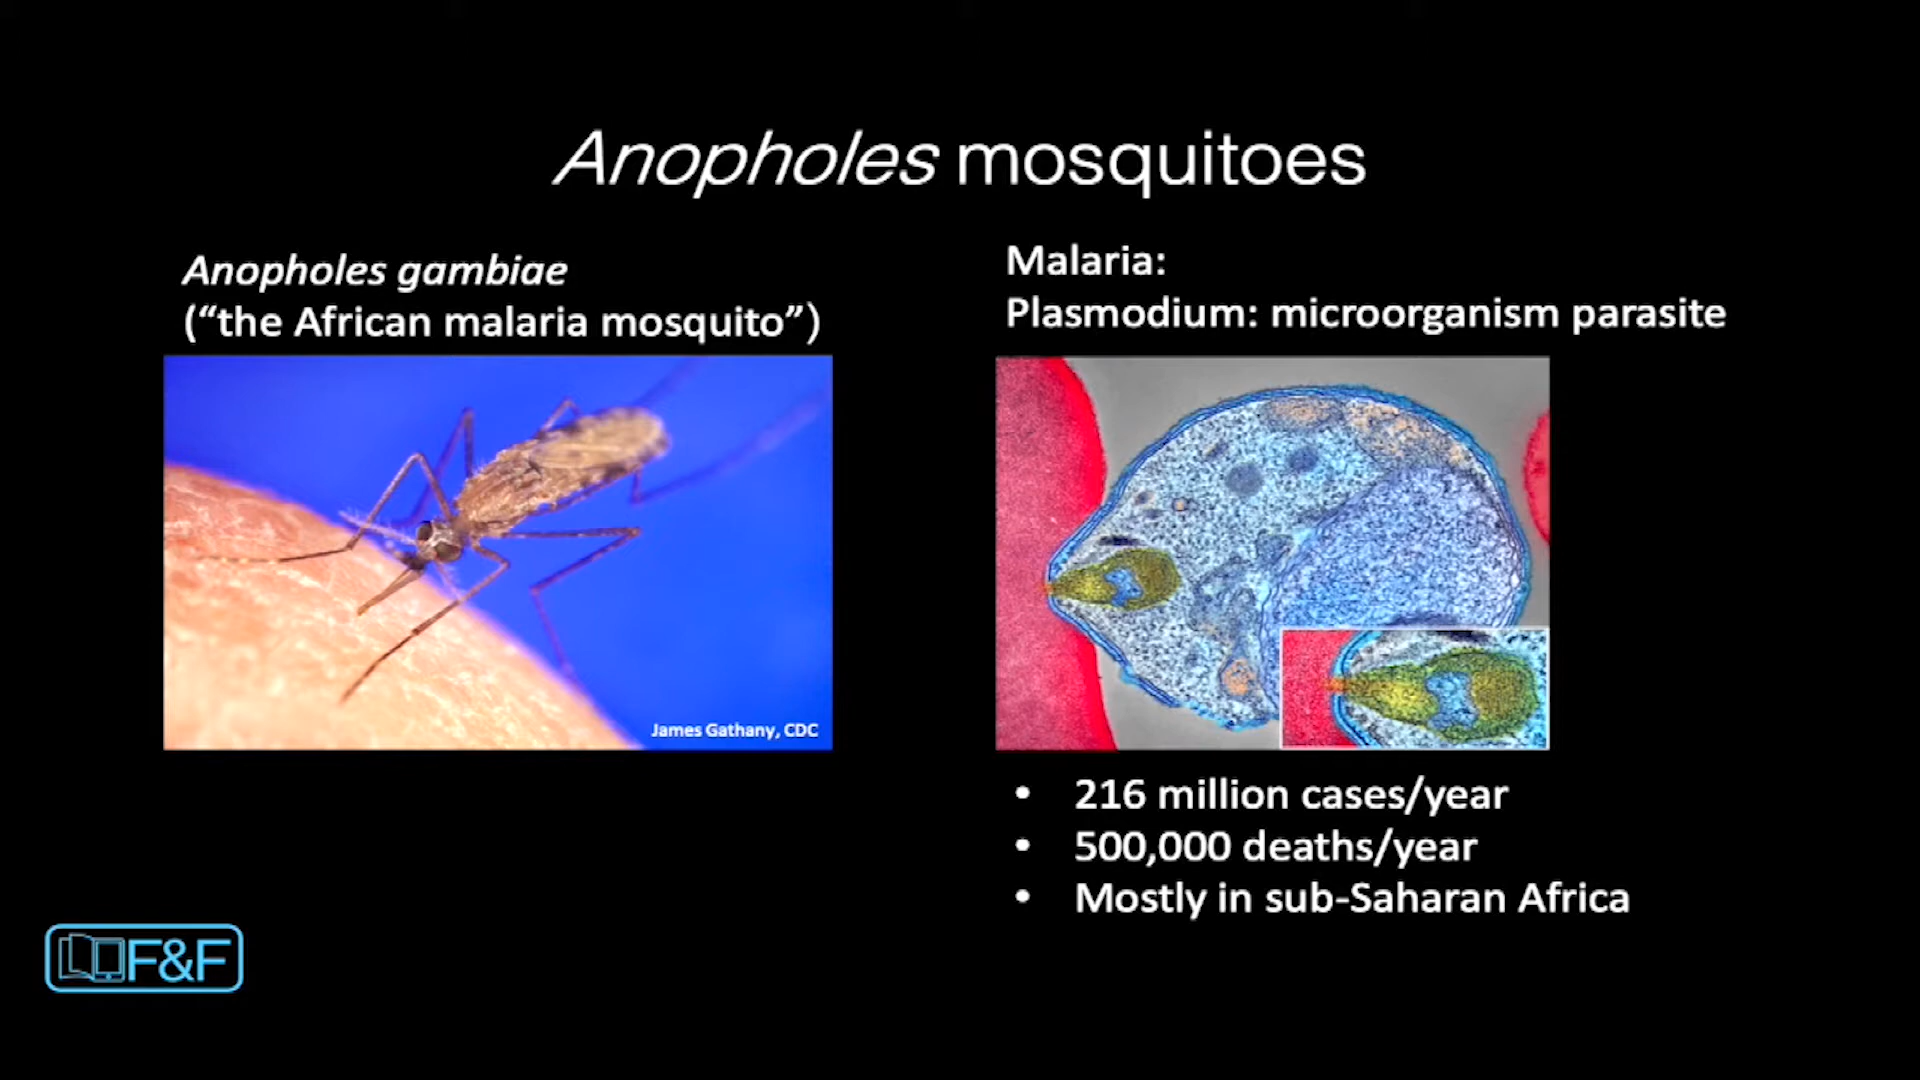 Anopholes mosquitoes
Anopholes gambiae
(“the African malaria mosquito”)
James Gathany, CDC
Malaria:
Plasmodium: microorganism parasite
• 216 million cases/year
• 500,000 deaths/year
• Mostly in sub-Saharan Africa
F&F